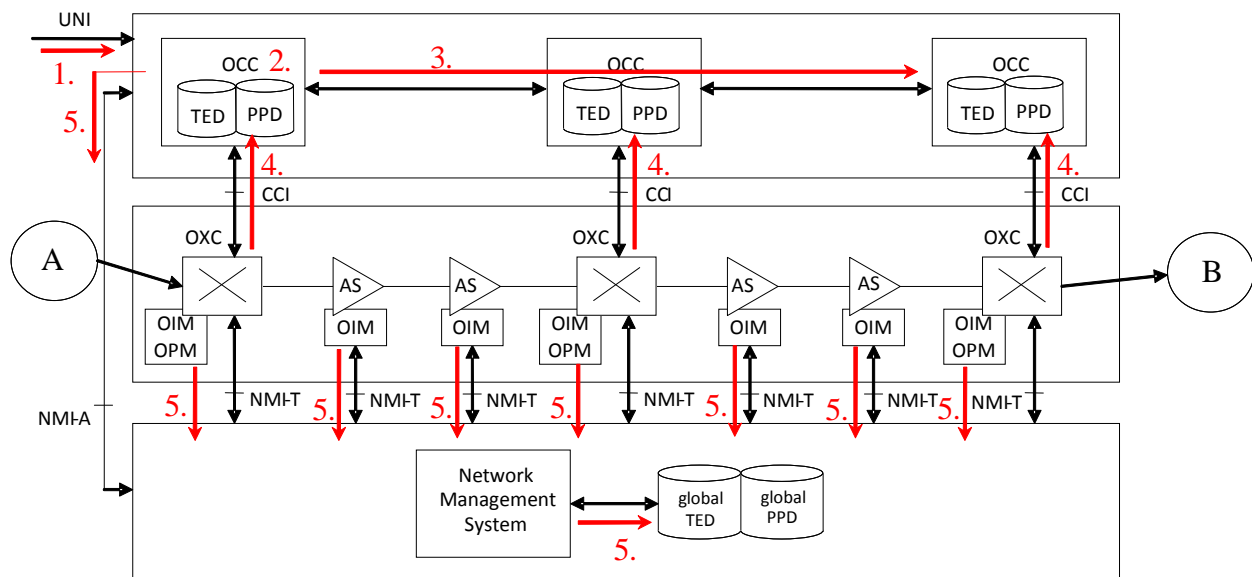 UNI
1.
5.
OCC
2.
TED
PPD
3.
OCC
TED
PPD
OCC
TED
PPD
4.
4.
4.
CCI
CCI
CCI
A
OXC
OXC
OXC
B
AS
AS
AS
AS
OIM
OPM
OIM
OIM
OIM
OPM
OIM
OIM
OIM
OPM
NMI-A
5.
NMI-T
5.
NMI-T
5.
NMI-T
5.
NMI-T
5.
NMI-T
5.
NMI-T
5.
NMI-T
Network
Management
System
5.
global
TED
global
PPD